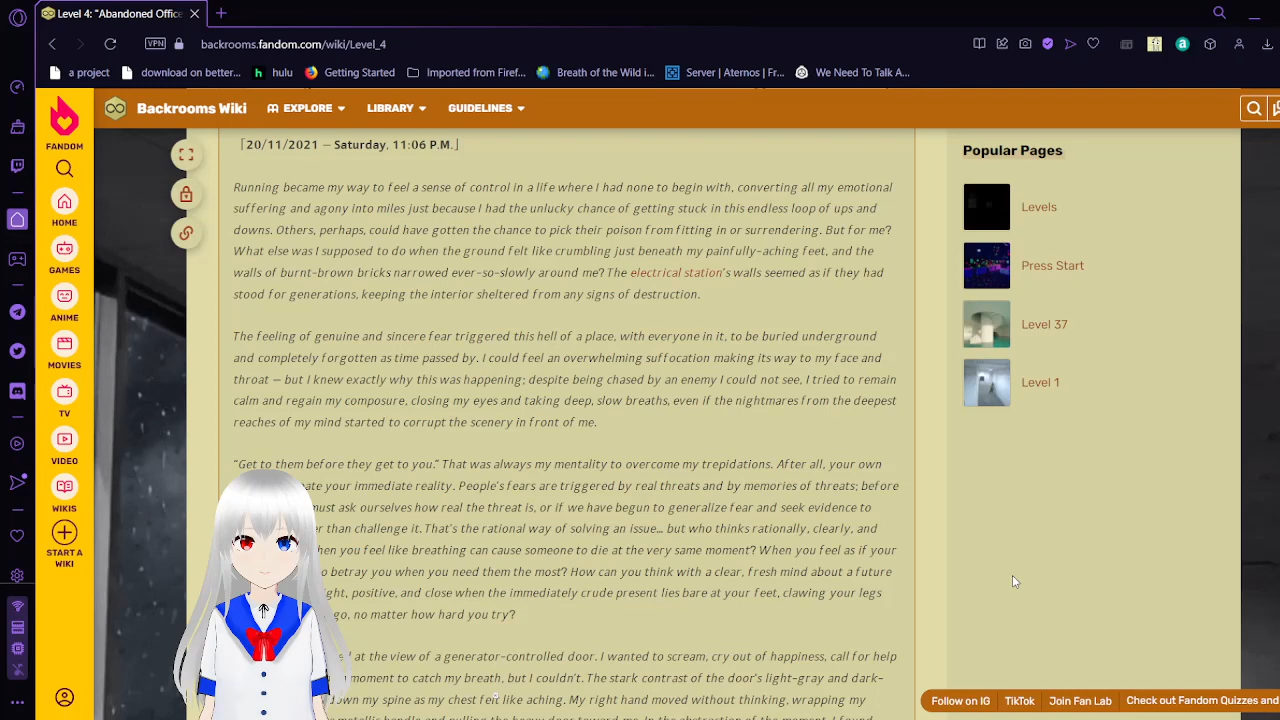 Level 4: "Abandoned Offic
VPN
backrooms.fandom.com/wiki/Level_4
a project
download on better...
hulu
Getting Started
Imported from Firef...
Breath of the Wild i...
Server | Aternos | Fr...
We Need To Talk A...
FANDOM
HOME
GAMES
ANIME
MOVIES
TV
VIDEO
WIKIS
START A
WIKI
Backrooms Wiki
EXPLORE
LIBRARY
GUIDELINES
「20/11/2021 – Saturday, 11:06 P.M.」
Running became my way to feel a sense of control in a life where I had none to begin with, converting all my emotional
suffering and agony into miles just because I had the unlucky chance of getting stuck in this endless loop of ups and
downs. Others, perhaps, could have gotten the chance to pick their poison from fitting in or surrendering. But for me?
What else was I supposed to do when the ground felt like crumbling just beneath my painfully-aching feet, and the
walls of burnt-brown bricks narrowed ever-so-slowly around me? The electrical station's walls seemed as if they had
stood for generations, keeping the interior sheltered from any signs of destruction.
The feeling of genuine and sincere fear triggered this hell of a place, with everyone in it, to be buried underground
and completely forgotten as time passed by. I could feel an overwhelming suffocation making its way to my face and
throat – but I knew exactly why this was happening; despite being chased by an enemy I could not see, I tried to remain
calm and regain my composure, closing my eyes and taking deep, slow breaths, even if the nightmares from the deepest
reaches of my mind started to corrupt the scenery in front of me.
"Get to them before they get to you." That was always my mentality to overcome my trepidations. After all, your own
ate your immediate reality. People's fears are triggered by real threats and by memories of threats; before
must ask ourselves how real the threat is, or if we have begun to generalize fear and seek evidence to
er than challenge it. That's the rational way of solving an issue... but who thinks rationally, clearly, and
hen you feel like breathing can cause someone to die at the very same moment? When you feel as if your
o betray you when you need them the most? How can you think with a clear, fresh mind about a future
ght, positive, and close when the immediately crude present lies bare at your feet, clawing your legs
go, no matter how hard you try?
ed at the view of a generator-controlled door. I wanted to scream, cry out of happiness, call for help
moment to catch my breath, but I couldn't. The stark contrast of the door's light-gray and dark-
own my spine as my chest felt like aching. My right hand moved without thinking, wrapping my
metallic handle and pulling the heavy door toward me. In the abstraction of the moment, I found
Popular Pages
Levels
Press Start
Level 37
Level 1
Follow on IG
TikTok
Join Fan Lab
Check out Fandom Quizzes and